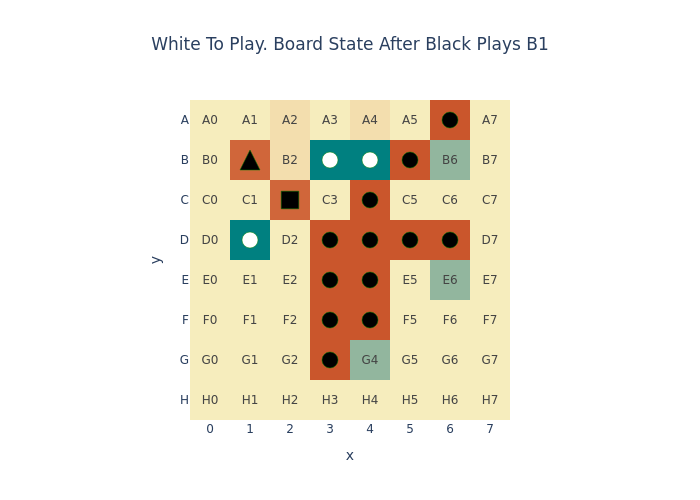 White To Play. Board State After Black Plays B1
A A0 A1 A2 A3 A4 A5 A7
B B0 B2 B6 B7
C C0 C1 C3 C5 C6 C7
D D0 D2 D7
E E0 E1 E2 E5 E6 E7
F F0 F1 F2 F5 F6 F7
G G0 G1 G2 G4 G5 G6 G7
H H0 H1 H2 H3 H4 H5 H6 H7
0 1 2 3 4 5 6 7
x
y